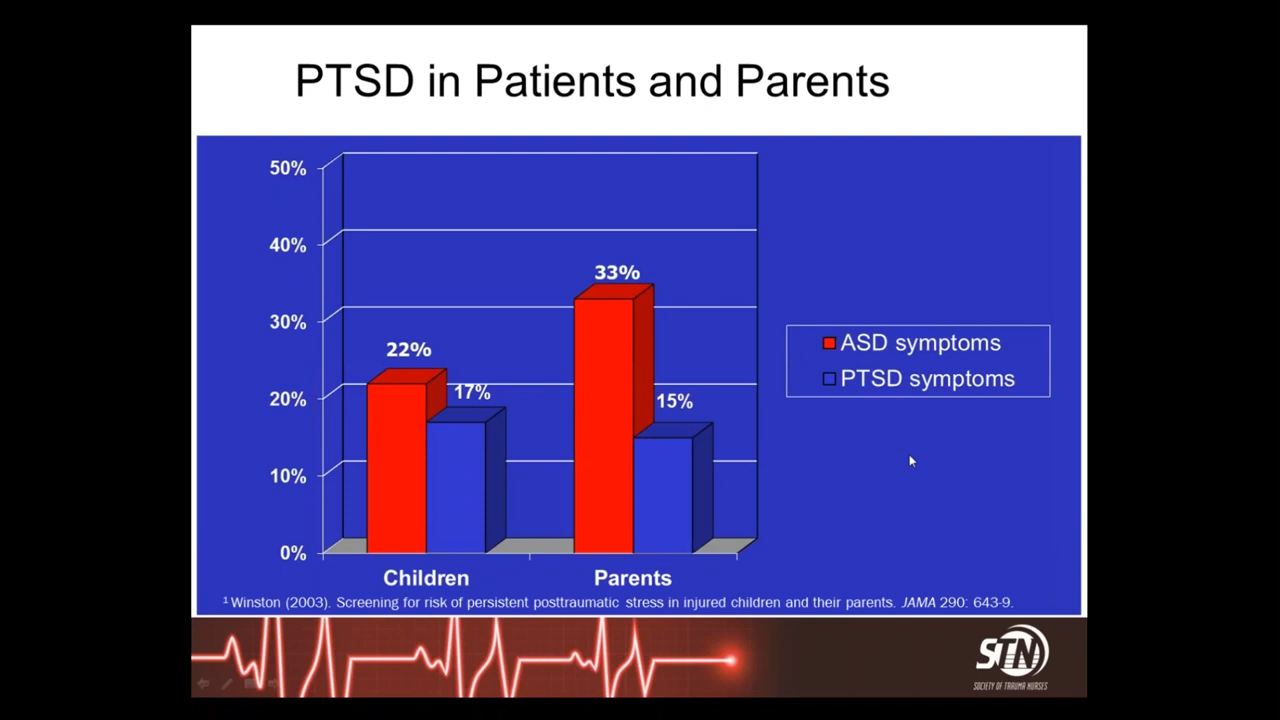 PTSD in Patients and Parents
50%
40%
30%
20%
10%
0%
22%
17%
33%
15%
Children
Parents
ASD symptoms
PTSD symptoms
¹ Winston (2003). Screening for risk of persistent posttraumatic stress in injured children and their parents. JAMA 290: 643-9.
STN
SOCIETY OF TRAUMA NURSES